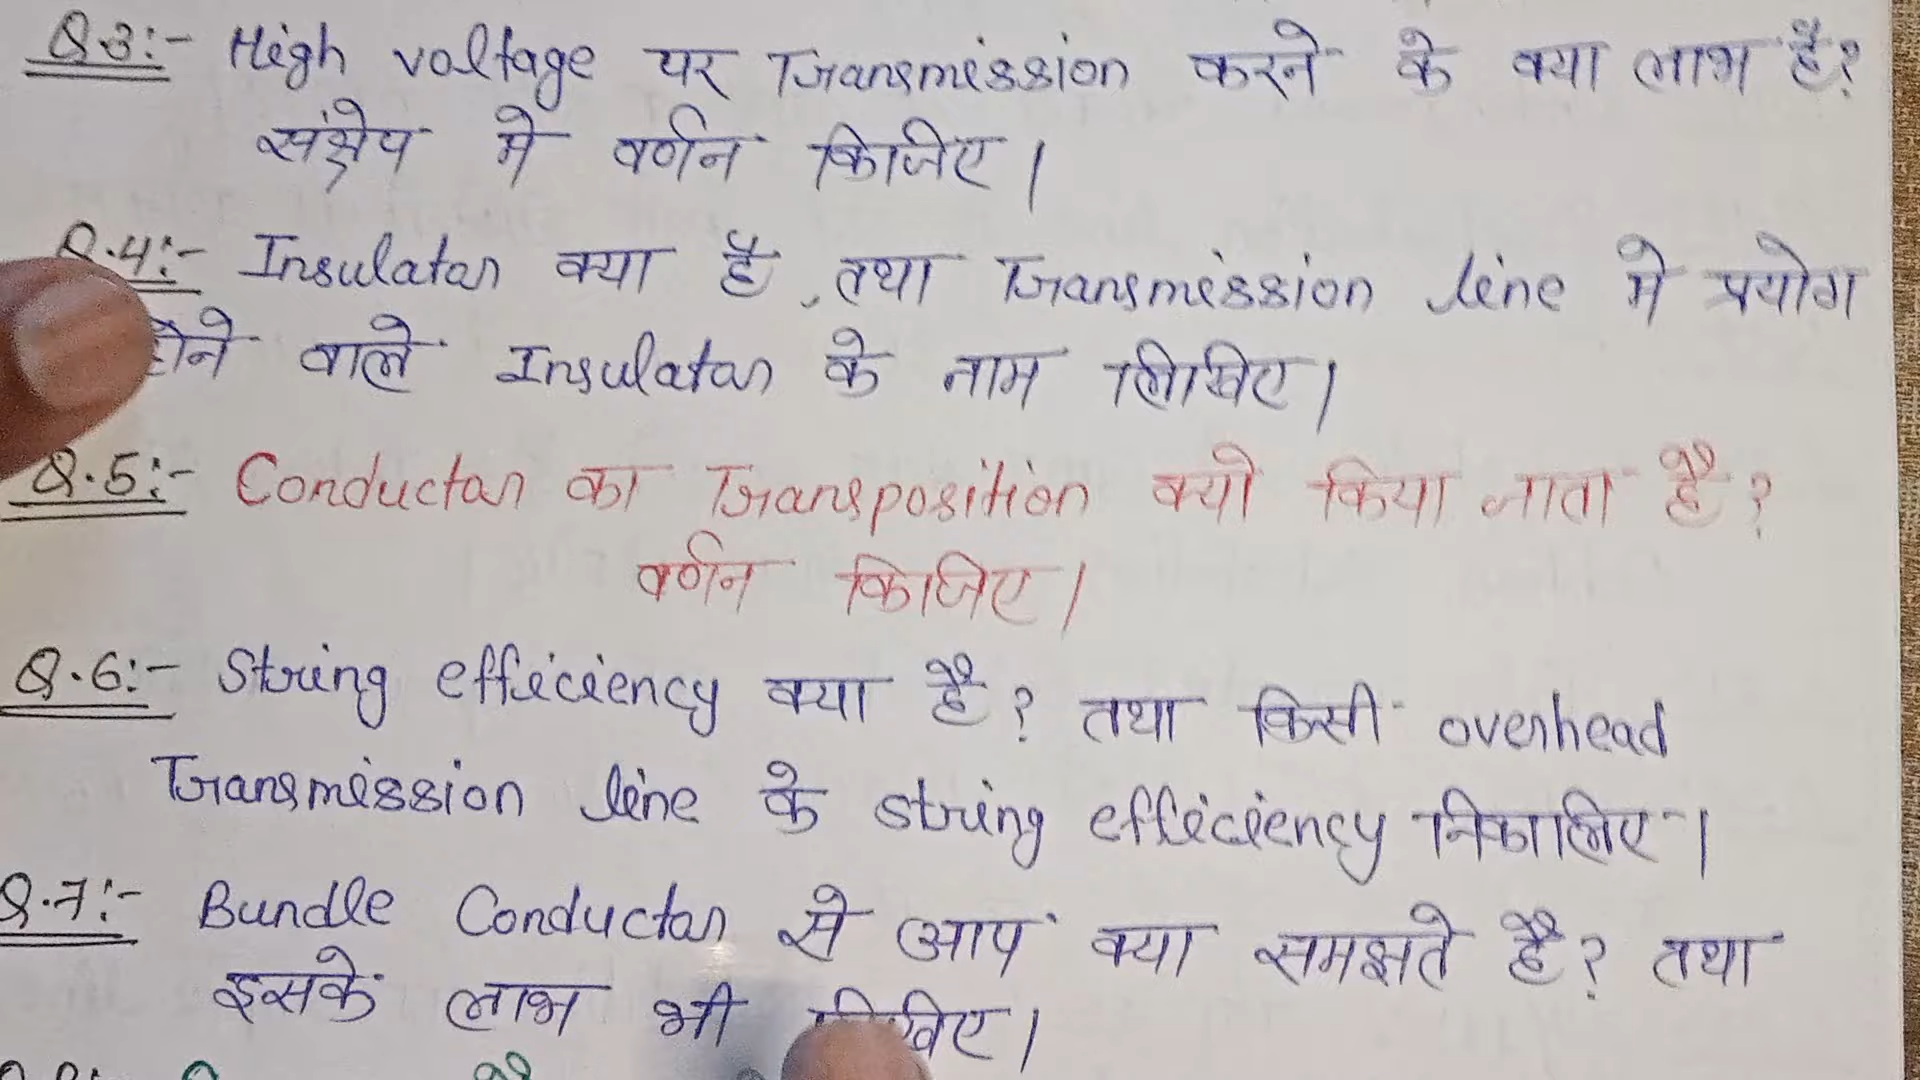 Q.3:- High voltage पर Transmission करने के क्या लाभ है?
संक्षेप मे वर्णन किजिए।
Q.4:- Insulator क्या है, तथा Transmission line मे प्रयोग
होने वाले Insulator के नाम लिखिए।
Q.5:- Conductor का Transposition क्यो किया जाता है?
वर्णन किजिए।
Q.6:- String efficiency क्या है? तथा किसी overhead
Transmission line के string efficiency निकालिए।
Q.7:- Bundle Conductor से आप क्या समझते है? तथा
इसके लाभ भी लिखिए।